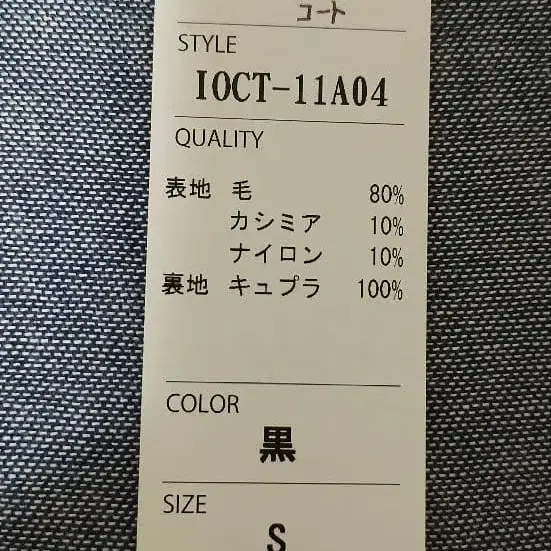 コート
STYLE
IOCT-11A04
QUALITY
表地 毛 80%
カシミア 10%
ナイロン 10%
裏地 キュプラ 100%
COLOR
黒
SIZE
S